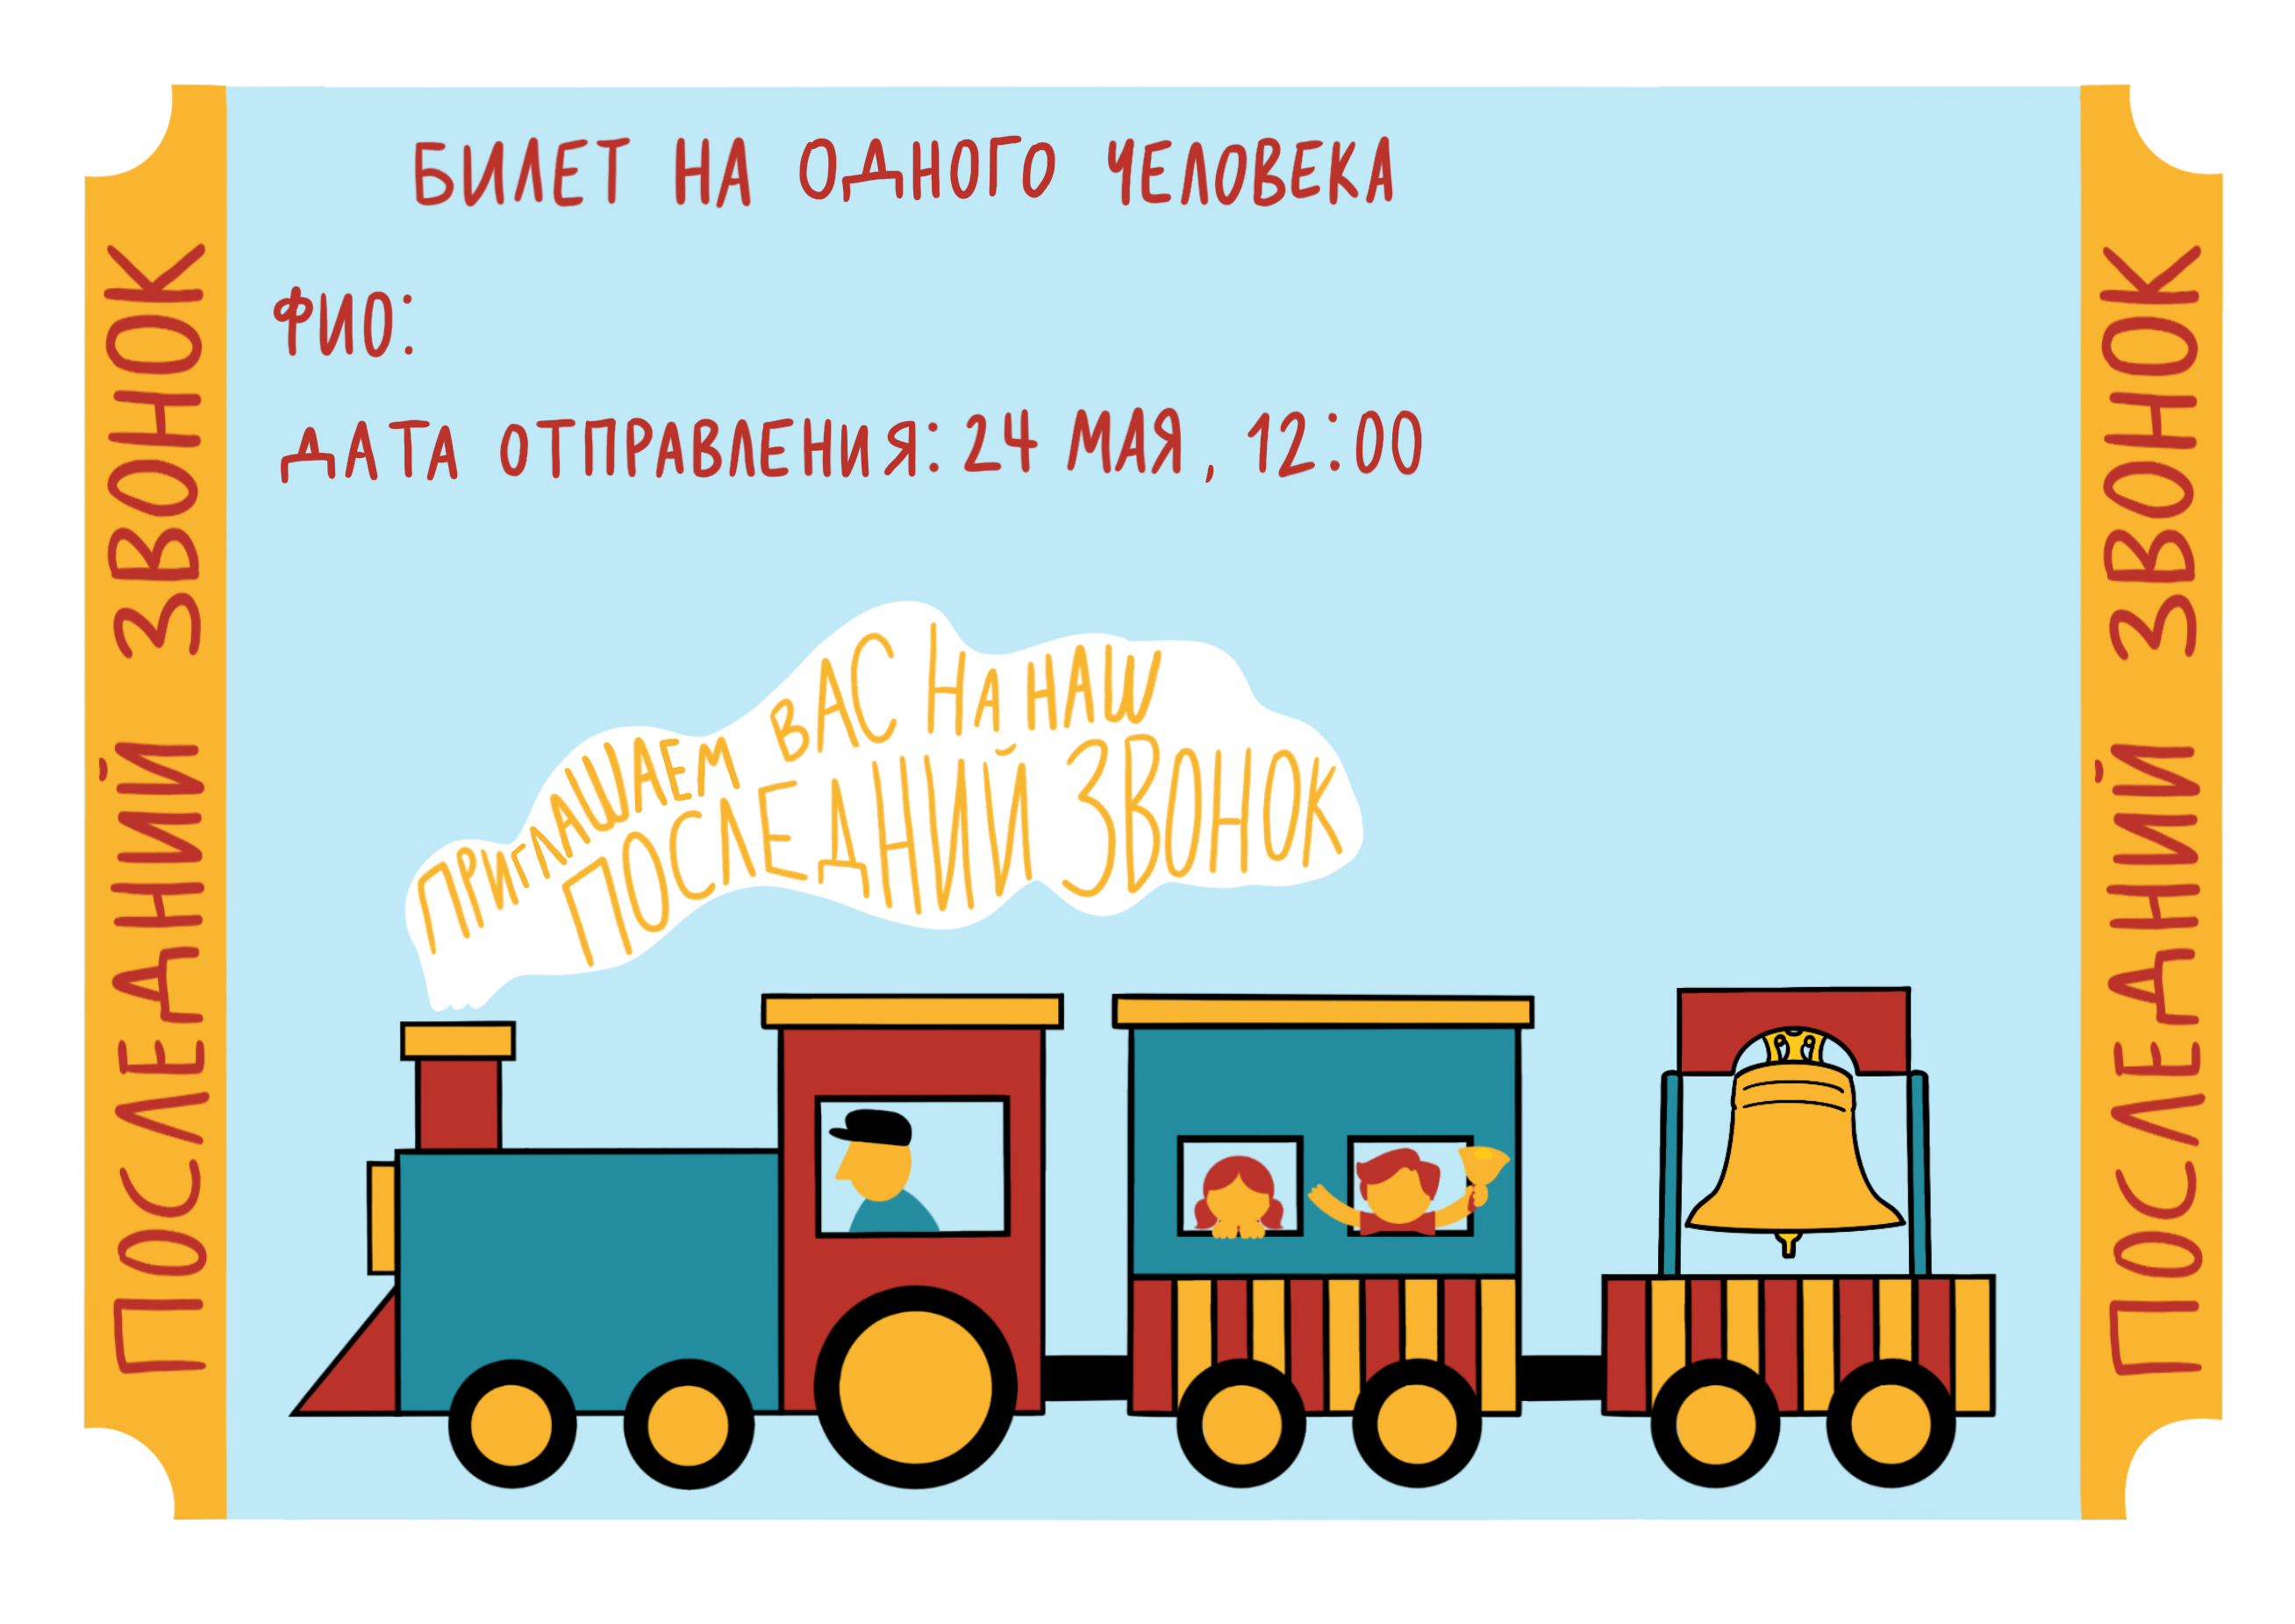 ПОСЛЕДНИЙ ЗВОНОК
БИЛЕТ НА ОДНОГО ЧЕЛОВЕКА
ФИО:
ДАТА ОТПРАВЛЕНИЯ: 24 МАЯ, 12:00
ПРИГЛАШАЕМ ВАС НА НАШ
ПОСЛЕДНИЙ ЗВОНОК
ПОСЛЕДНИЙ ЗВОНОК